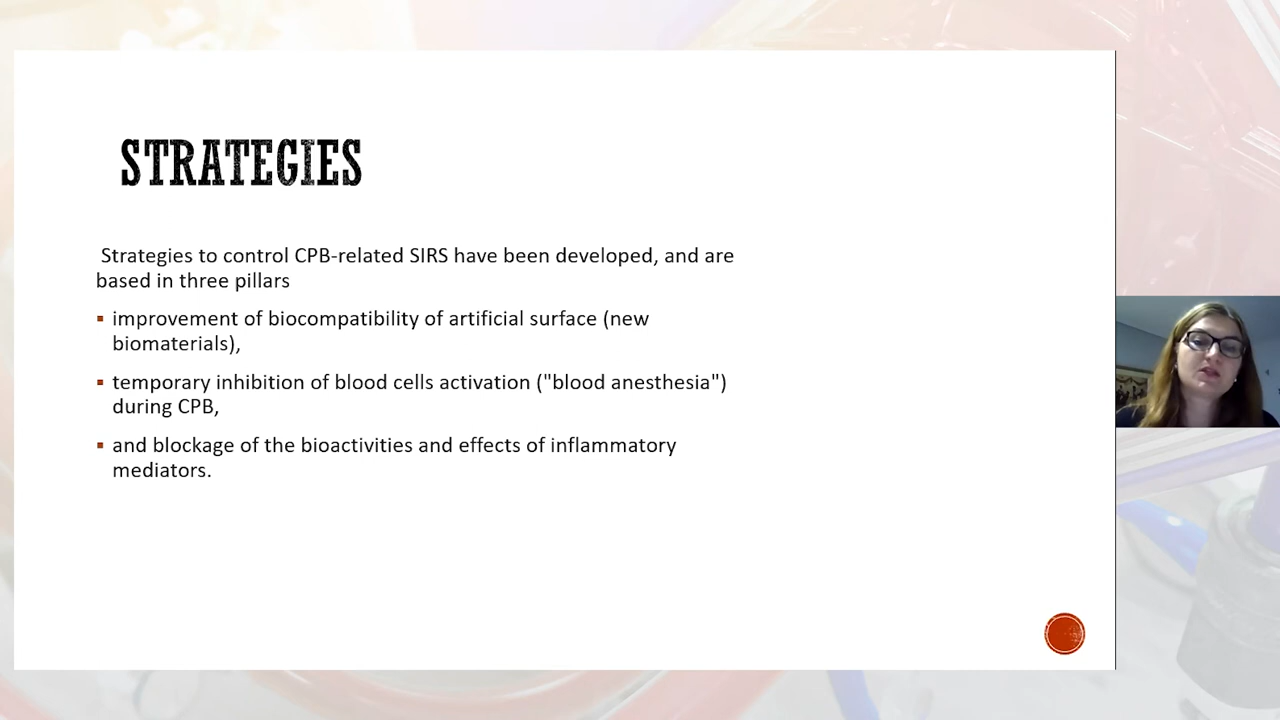 STRATEGIES
Strategies to control CPB-related SIRS have been developed, and are
based in three pillars
▪ improvement of biocompatibility of artificial surface (new
biomaterials),
▪ temporary inhibition of blood cells activation ("blood anesthesia")
during CPB,
▪ and blockage of the bioactivities and effects of inflammatory
mediators.